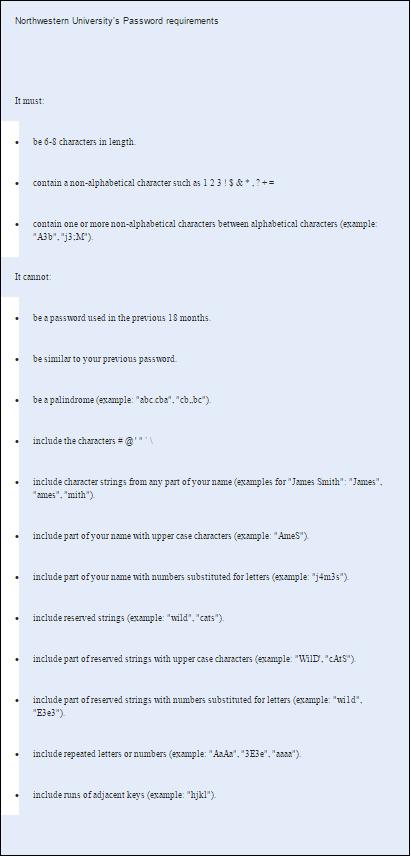 Northwestern University's Password requirements
It must:
• be 6-8 characters in length.
• contain a non-alphabetical character such as 1 2 3 ! $ & * , ? + =
• contain one or more non-alphabetical characters between alphabetical characters (example:
"A3b", "j3;M").
It cannot:
• be a password used in the previous 18 months.
• be similar to your previous password.
• be a palindrome (example: "abc.cba", "cb,,bc").
• include the characters # @ ' " ` \
• include character strings from any part of your name (examples for "James Smith": "James",
"ames", "mith").
• include part of your name with upper case characters (example: "AmeS").
• include part of your name with numbers substituted for letters (example: "j4m3s").
• include reserved strings (example: "wild", "cats").
• include part of reserved strings with upper case characters (example: "WilD", "cAtS").
• include part of reserved strings with numbers substituted for letters (example: "wi1d",
"E3e3").
• include repeated letters or numbers (example: "AaAa", "3E3e", "aaaa").
• include runs of adjacent keys (example: "hjkl").